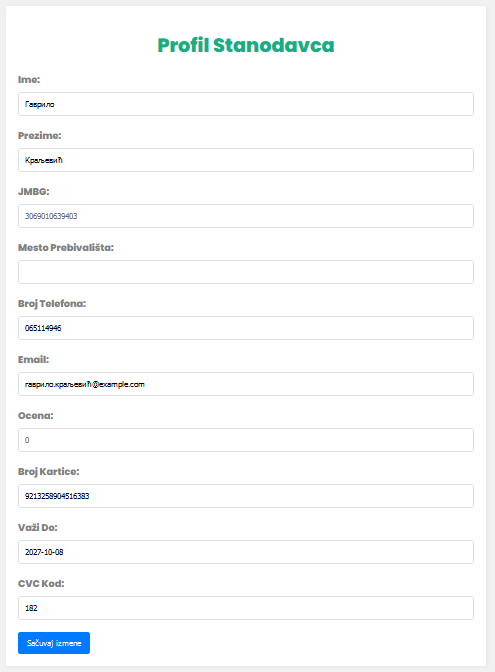 Profil Stanodavca
Ime:
Гаврило
Prezime:
Краљевић
JMBG:
3069010639403
Mesto Prebivališta:
Broj Telefona:
065114946
Email:
гаврило.краљевић@example.com
Ocena:
0
Broj Kartice:
9213258904516383
Važi Do:
2027-10-08
CVC Kod:
182
Sačuvaj izmene